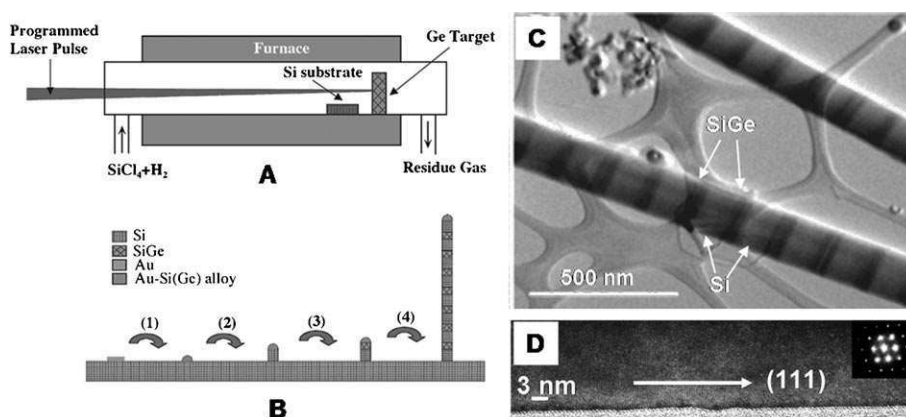 Programmed
Laser Pulse
Furnace
Ge Target
Si substrate
SiCl₄+H₂
A
Residue Gas
Si
SiGe
Au
Au-Si(Ge) alloy
(1)
(2)
(3)
(4)
B
C
SiGe
Si
500 nm
D
3 nm
(111)